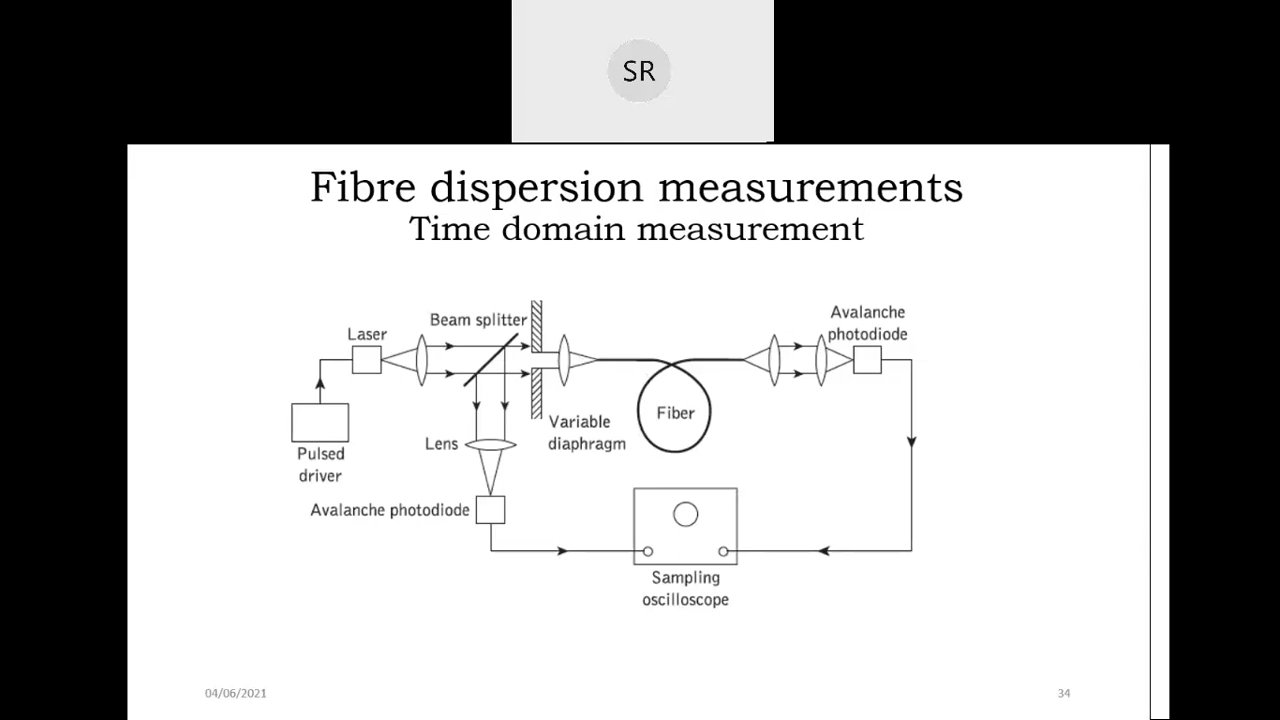 SR
Fibre dispersion measurements
Time domain measurement
Laser
Beam splitter
Avalanche
photodiode
Pulsed
driver
Lens
Variable
diaphragm
Fiber
Avalanche photodiode
Sampling
oscilloscope
04/06/2021
34